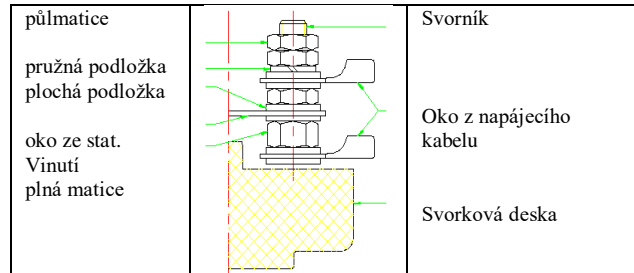 půlmatice
pružná podložka
plochá podložka
oko ze stat.
Vinutí
plná matice
Svorník
Oko z napájecího
kabelu
Svorková deska